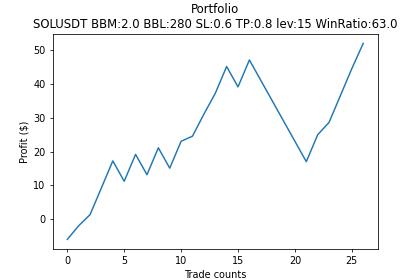 Portfolio
SOLUSDT BBM:2.0 BBL:280 SL:0.6 TP:0.8 lev:15 WinRatio:63.0
50
40
30
20
10
0
Profit ($)
0 5 10 15 20 25
Trade counts